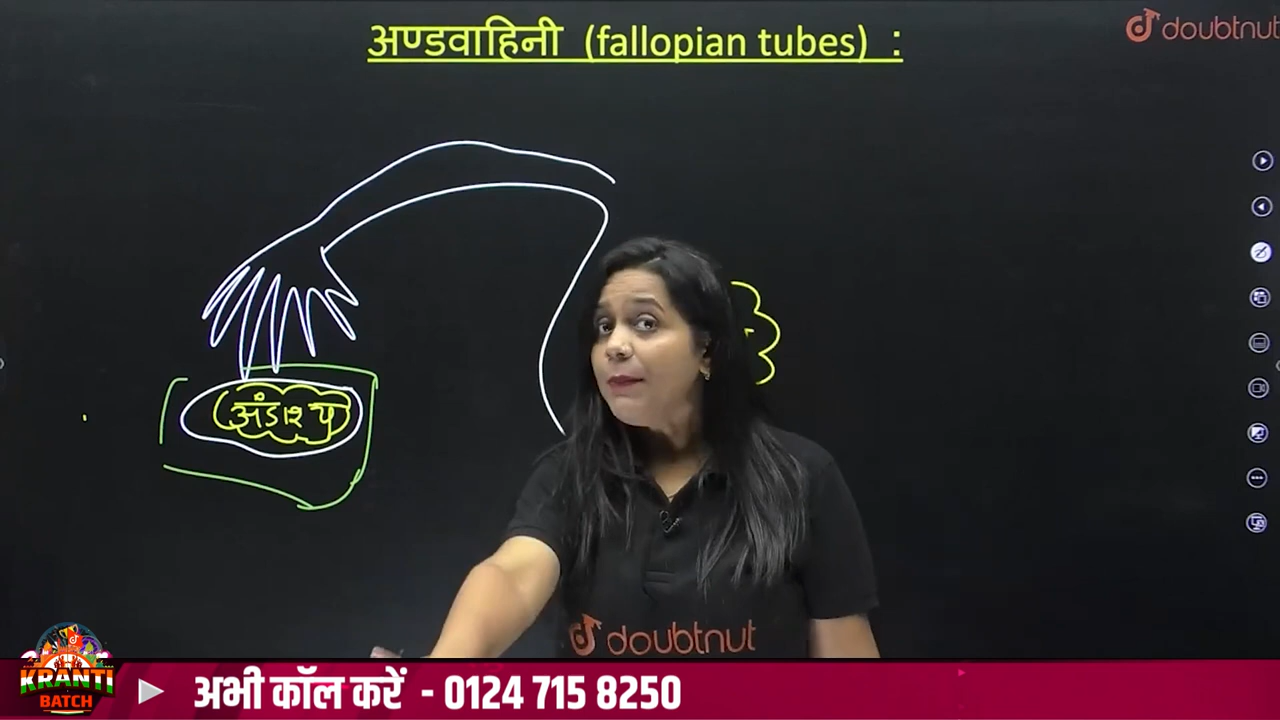 अण्डवाहिनी (fallopian tubes) :
doubtnut
अंडाशय
doubtnut
KRANTI
BATCH
अभी कॉल करें - 0124 715 8250